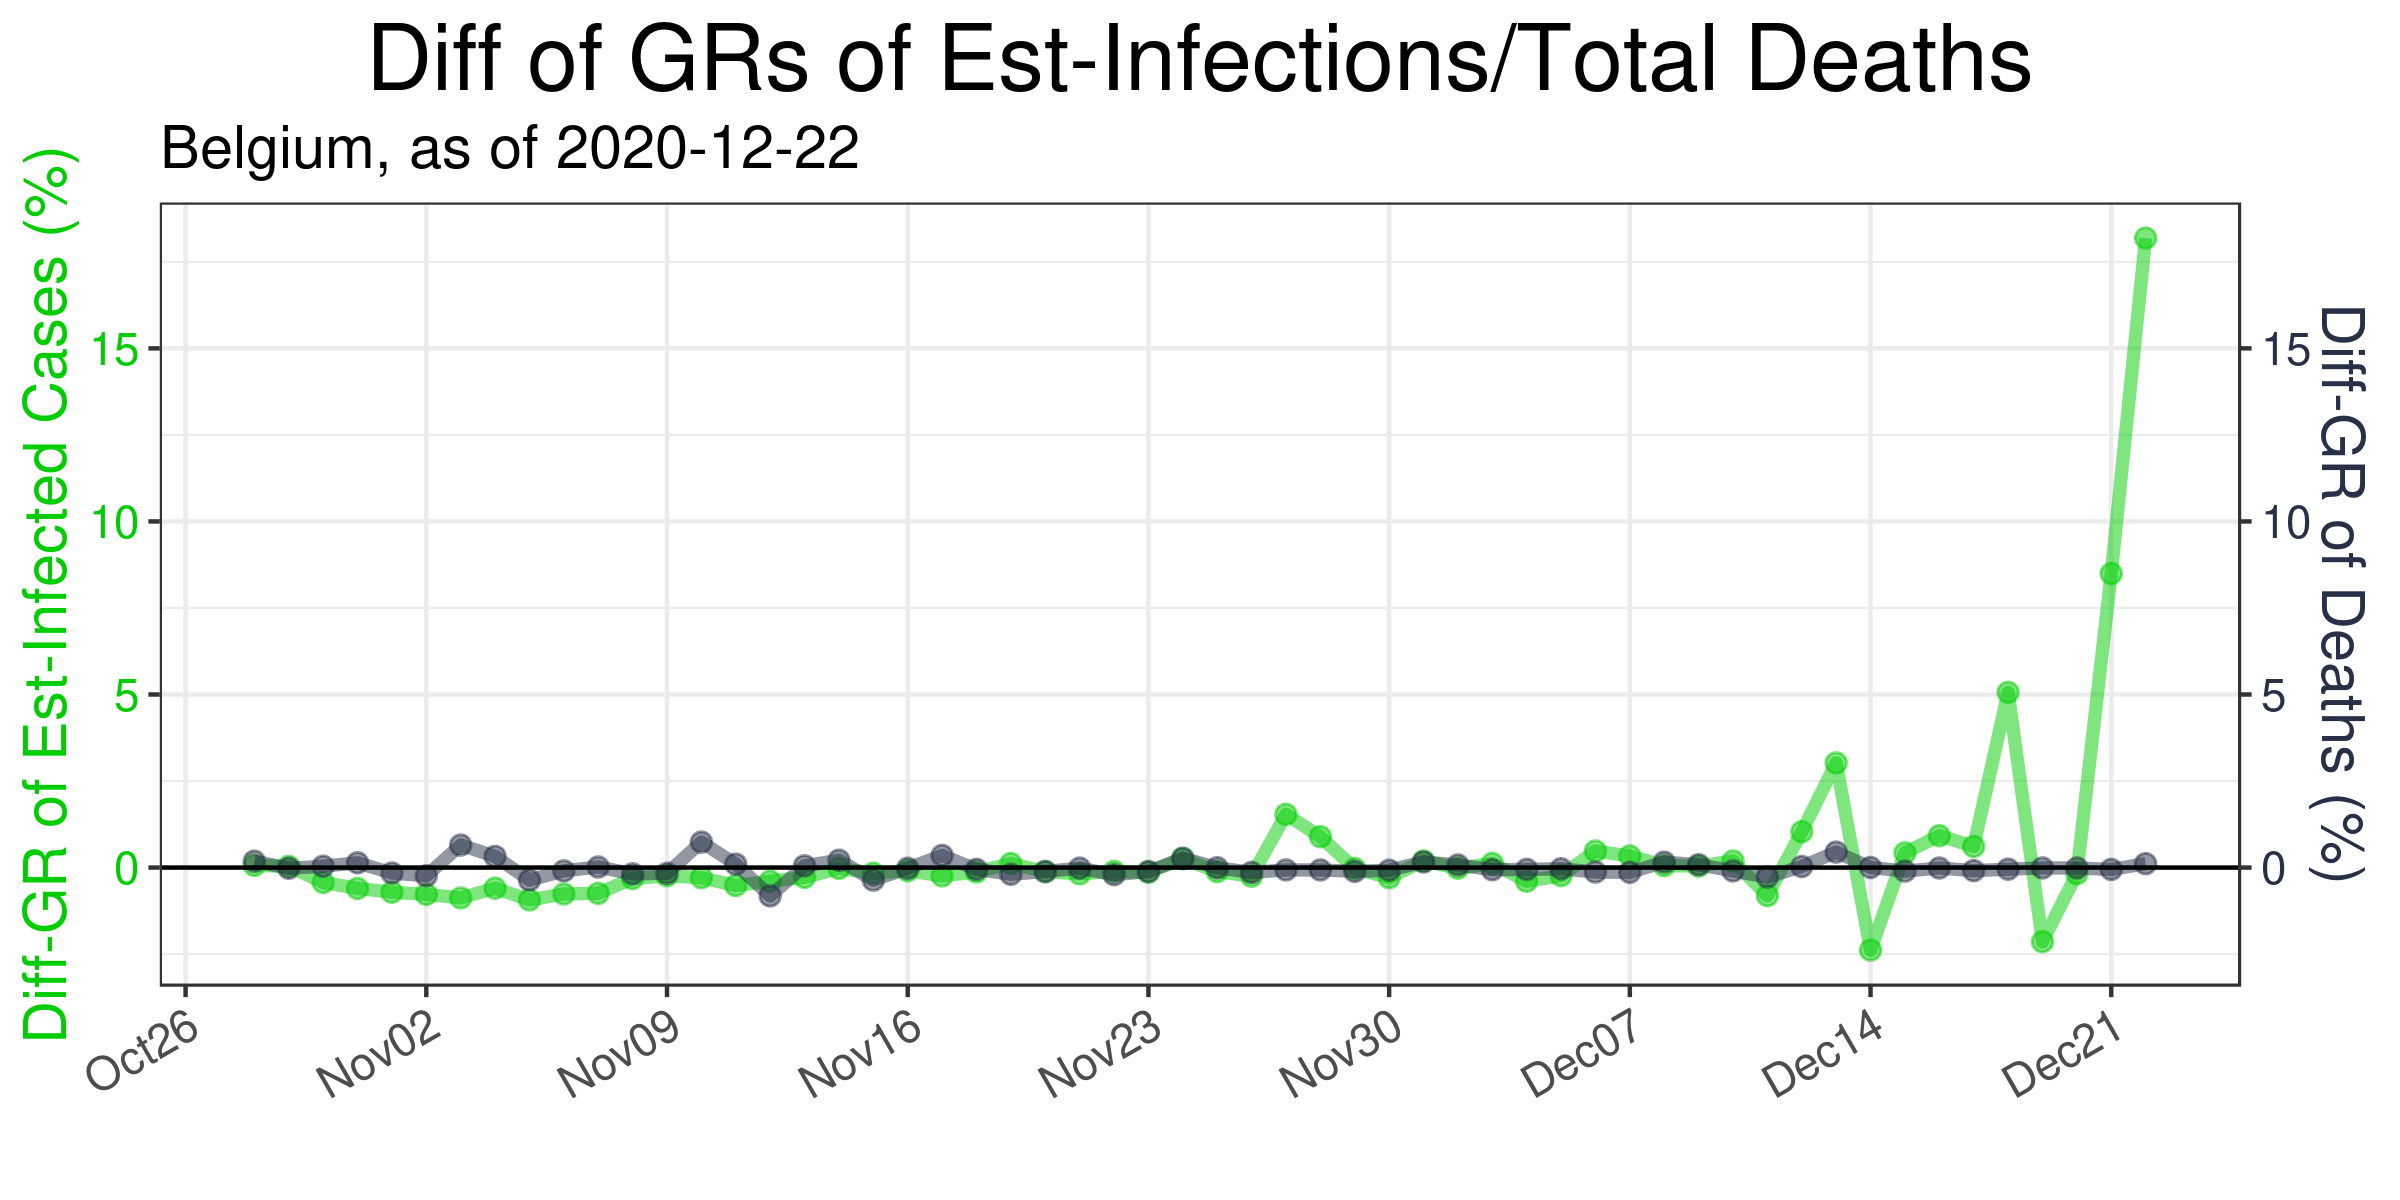 Diff of GRs of Est-Infections/Total Deaths
Belgium, as of 2020-12-22
Diff-GR of Est-Infected Cases (%)
15
10
5
0
15
10
5
0
Diff-GR of Deaths (%)
Oct26
Nov02
Nov09
Nov16
Nov23
Nov30
Dec07
Dec14
Dec21